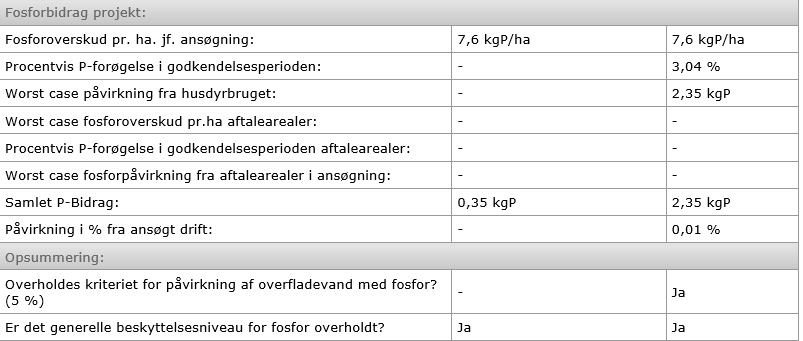 Fosforbidrag projekt:
Fosforoverskud pr. ha. jf. ansøgning: 7,6 kgP/ha 7,6 kgP/ha
Procentvis P-forøgelse i godkendelsesperioden: - 3,04 %
Worst case påvirkning fra husdyrbruget: - 2,35 kgP
Worst case fosforoverskud pr.ha aftalearealer: - -
Procentvis P-forøgelse i godkendelsesperioden aftalearealer: - -
Worst case fosforpåvirkning fra aftalearealer i ansøgning: - -
Samlet P-Bidrag: 0,35 kgP 2,35 kgP
Påvirkning i % fra ansøgt drift: - 0,01 %
Opsummering:
Overholdes kriteriet for påvirkning af overfladevand med fosfor?
(5 %) - Ja
Er det generelle beskyttelsesniveau for fosfor overholdt? Ja Ja